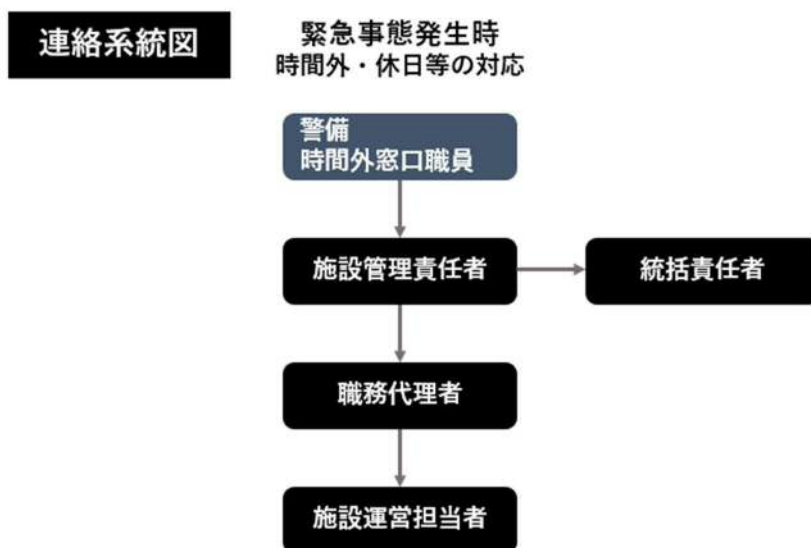 連絡系統図
緊急事態発生時
時間外・休日等の対応
警備
時間外窓口職員
施設管理責任者
統括責任者
職務代理者
施設運営担当者